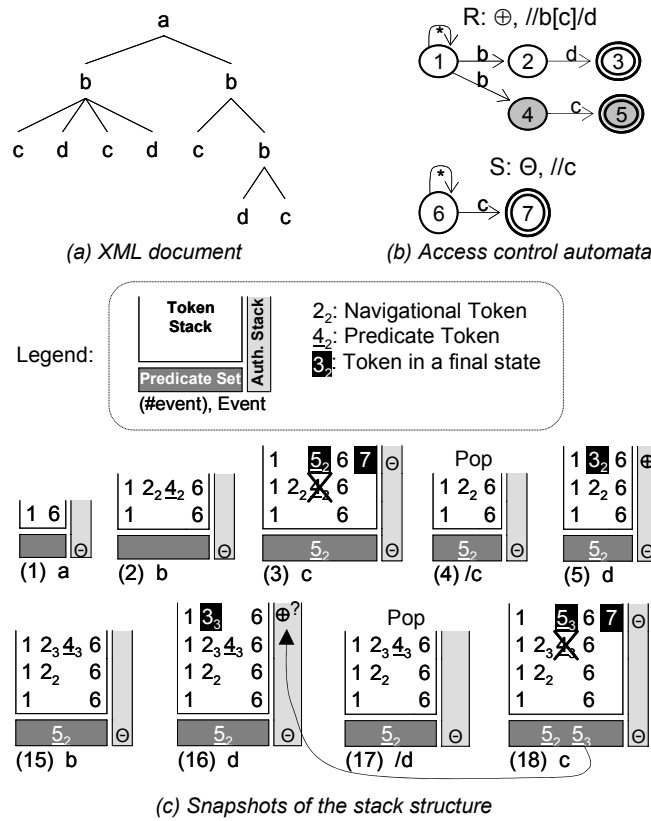 a
b b
c d c d c b
d c
(a) XML document
R: ⊕, //b[c]/d
* 1 b 2 d 3
b 4 c 5
S: Θ, //c
* 6 c 7
(b) Access control automata
Legend:
Token Stack
Auth. Stack
Predicate Set
(#event), Event
2₂: Navigational Token
4₂: Predicate Token
3₂: Token in a final state
1 6
Θ
(1) a
1 2₂ 4₂ 6
1 6
Θ
(2) b
1 5₂ 6 7 Θ
1 2₂ 4₂ 6
1 6
5₂ Θ
(3) c
Pop
1 2₂ 6
1 6
5₂ Θ
(4) /c
1 3₂ 6 ⊕
1 2₂ 6
1 6
5₂ Θ
(5) d
1 2₃ 4₃ 6
1 2₂ 6
1 6
5₂ Θ
(15) b
1 3₃ 6 ⊕?
1 2₃ 4₃ 6
1 2₂ 6
1 6
5₂ Θ
(16) d
Pop
1 2₃ 4₃ 6
1 2₂ 6
1 6
5₂ Θ
(17) /d
1 5₃ 6 7 Θ
1 2₃ 4₃ 6
1 2₂ 6
1 6
5₂ 5₃ Θ
(18) c
(c) Snapshots of the stack structure